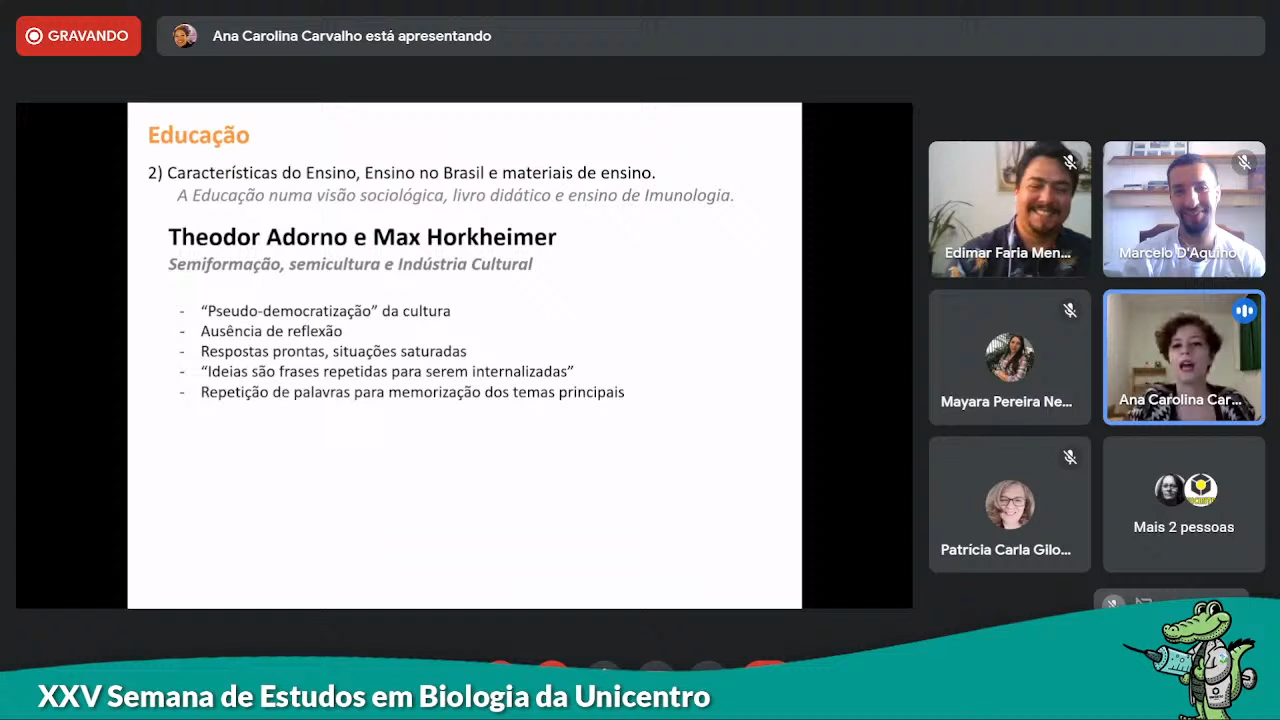 GRAVANDO
Ana Carolina Carvalho está apresentando
Educação
2) Características do Ensino, Ensino no Brasil e materiais de ensino.
A Educação numa visão sociológica, livro didático e ensino de Imunologia.
Theodor Adorno e Max Horkheimer
Semiformação, semicultura e Indústria Cultural
- “Pseudo-democratização” da cultura
- Ausência de reflexão
- Respostas prontas, situações saturadas
- “Ideias são frases repetidas para serem internalizadas”
- Repetição de palavras para memorização dos temas principais
Edimar Faria Men...
Marcelo D'Aquino
Mayara Pereira Ne...
Ana Carolina Car...
Patrícia Carla Gilo...
Mais 2 pessoas
XXV Semana de Estudos em Biologia da Unicentro